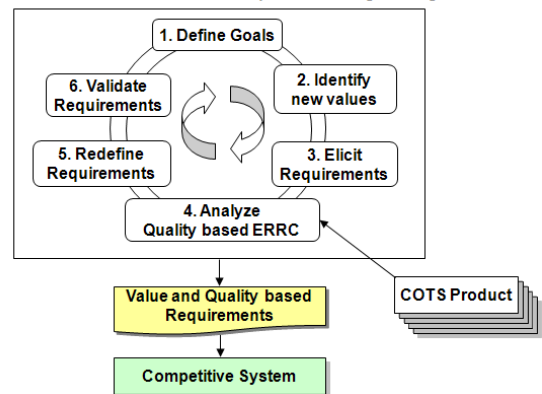 1. Define Goals
2. Identify
new values
3. Elicit
Requirements
4. Analyze
Quality based ERRC
5. Redefine
Requirements
6. Validate
Requirements
COTS Product
Value and Quality based
Requirements
Competitive System